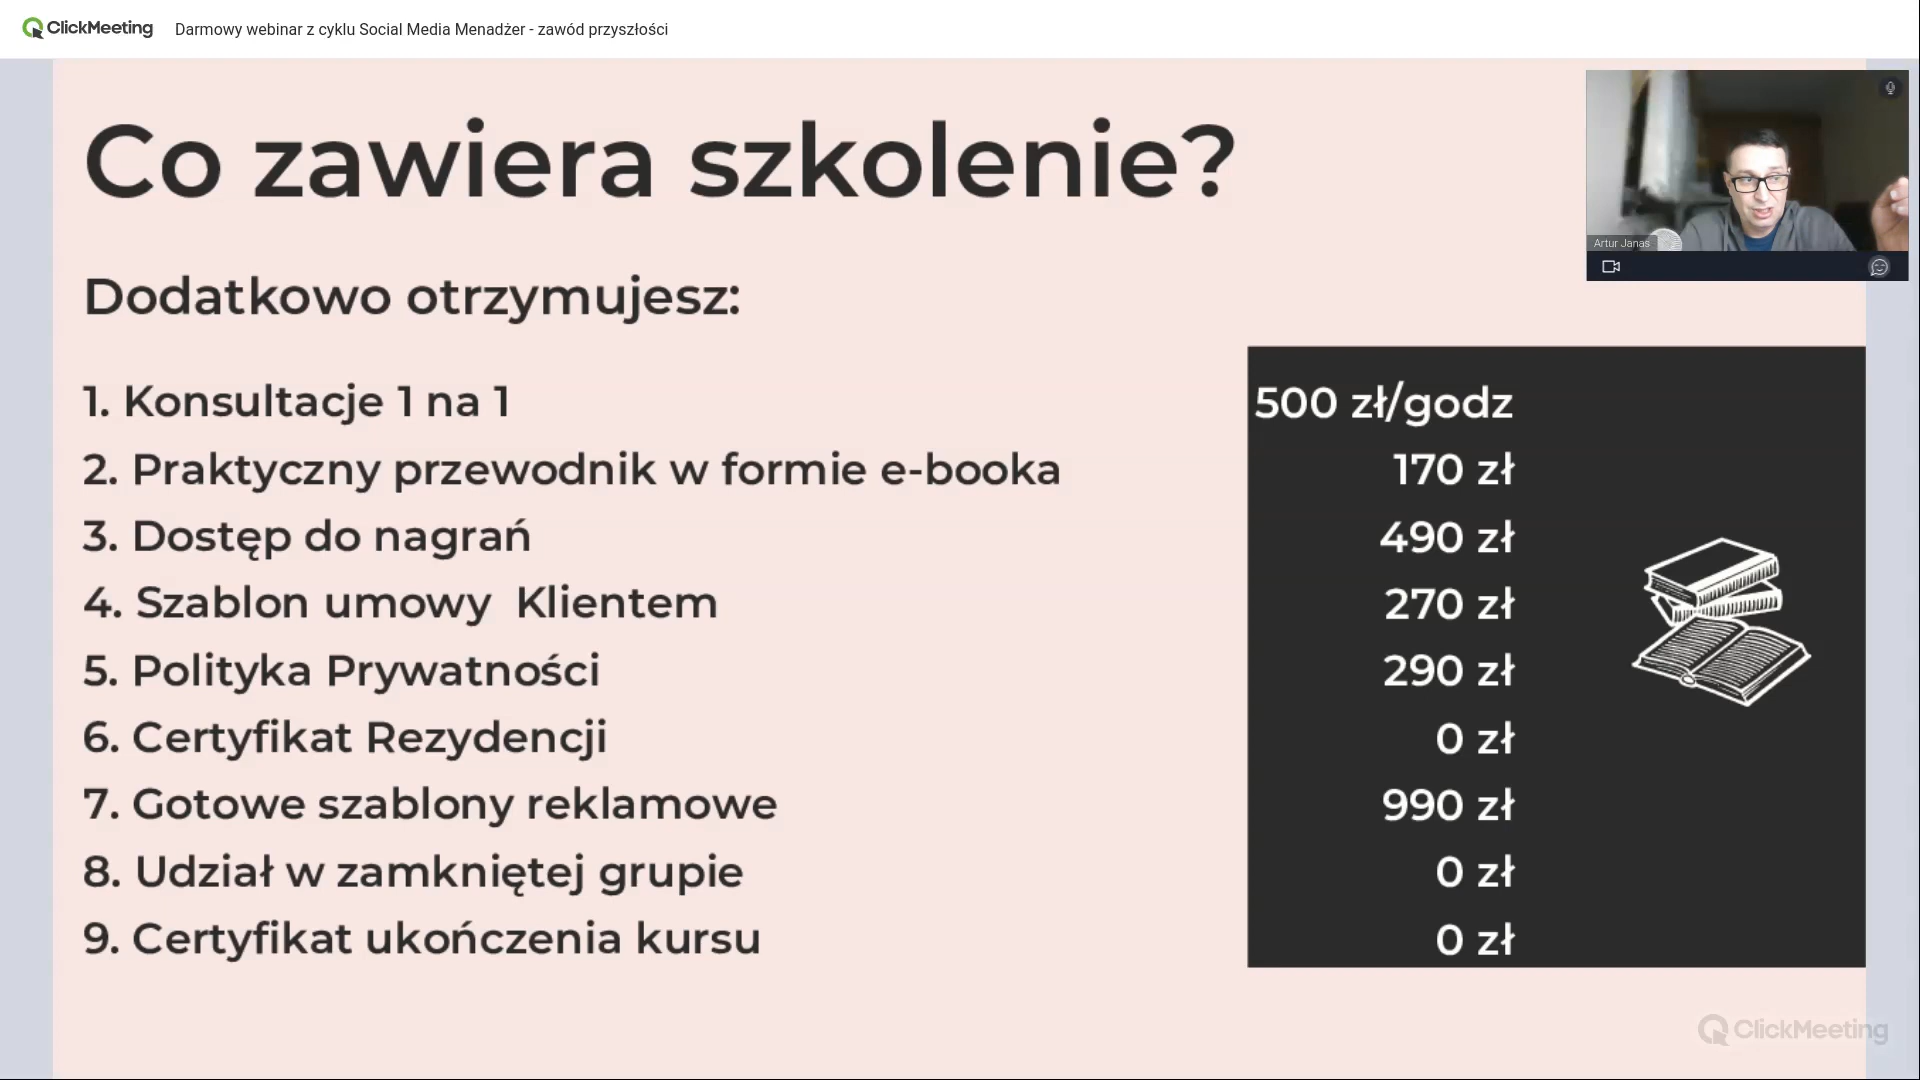 ClickMeeting Darmowy webinar z cyklu Social Media Menadżer - zawód przyszłości
Co zawiera szkolenie?
Artur Janas
Dodatkowo otrzymujesz:
1. Konsultacje 1 na 1 500 zł/godz
2. Praktyczny przewodnik w formie e-booka 170 zł
3. Dostęp do nagrań 490 zł
4. Szablon umowy  Klientem 270 zł
5. Polityka Prywatności 290 zł
6. Certyfikat Rezydencji 0 zł
7. Gotowe szablony reklamowe 990 zł
8. Udział w zamkniętej grupie 0 zł
9. Certyfikat ukończenia kursu 0 zł
ClickMeeting